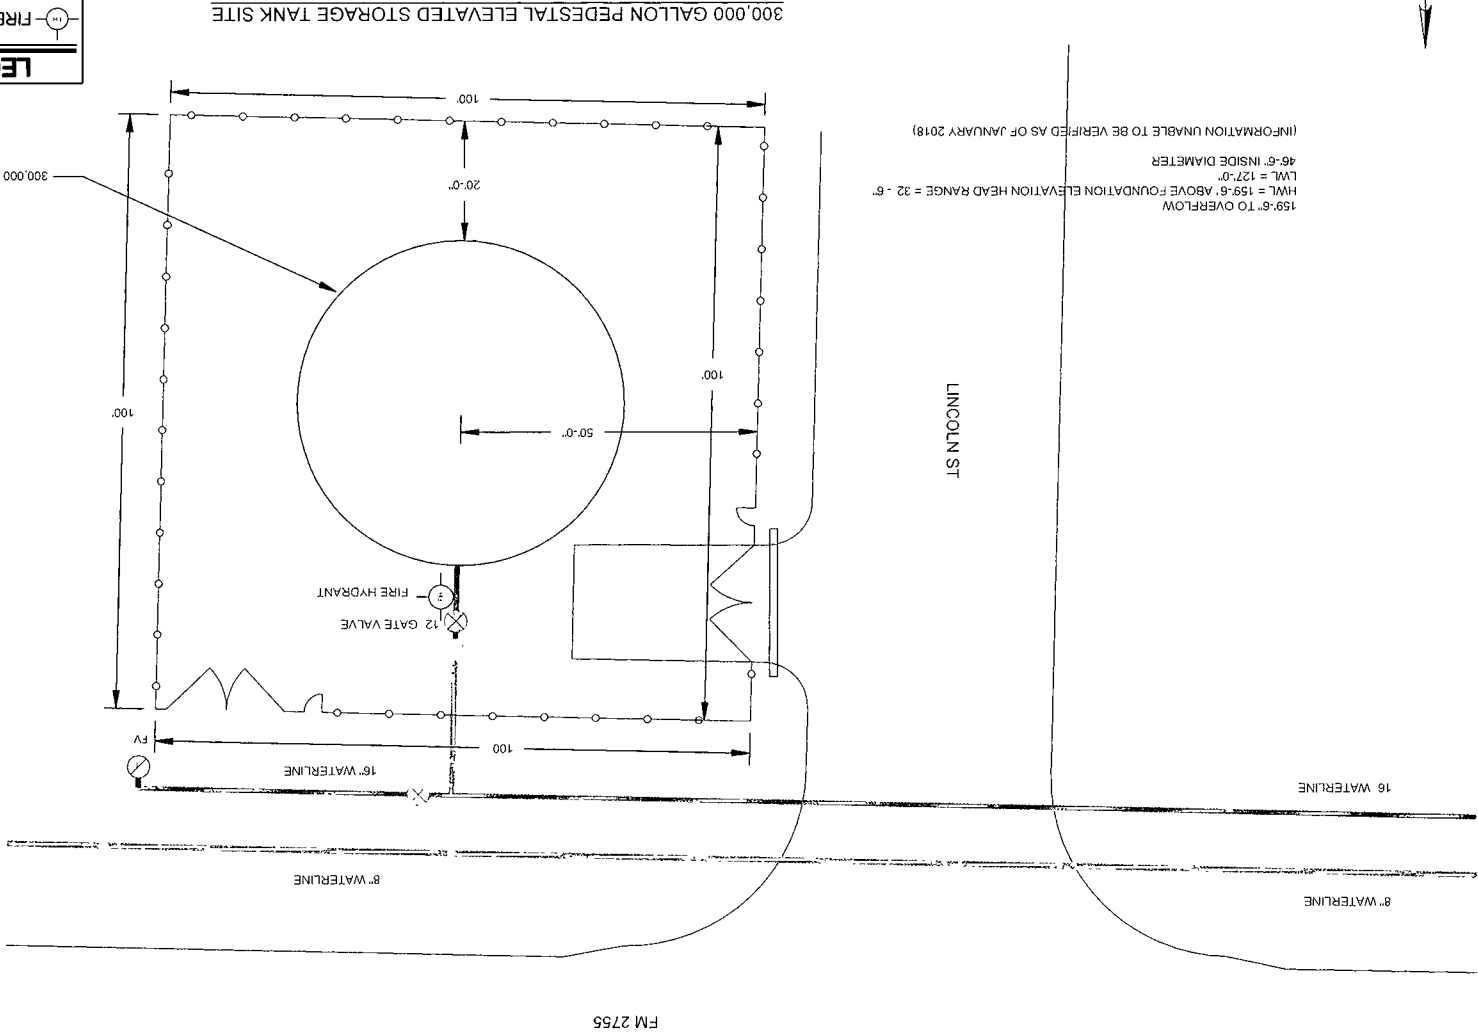 FM 2755
8" WATERLINE
8" WATERLINE
16 WATERLINE
16" WATERLINE
FV
100
12 GATE VALVE
FIRE HYDRANT
LINCOLN ST
50'-0"
100'
100'
20'-0"
300,000
159'-6" TO OVERFLOW
HWL = 159'-6' ABOVE FOUNDATION ELEVATION HEAD RANGE = 32 - 6"
LWL = 127'-0"
46'-6" INSIDE DIAMETER
(INFORMATION UNABLE TO BE VERIFIED AS OF JANUARY 2018)
100'
300,000 GALLON PEDESTAL ELEVATED STORAGE TANK SITE
LEG
FIRE